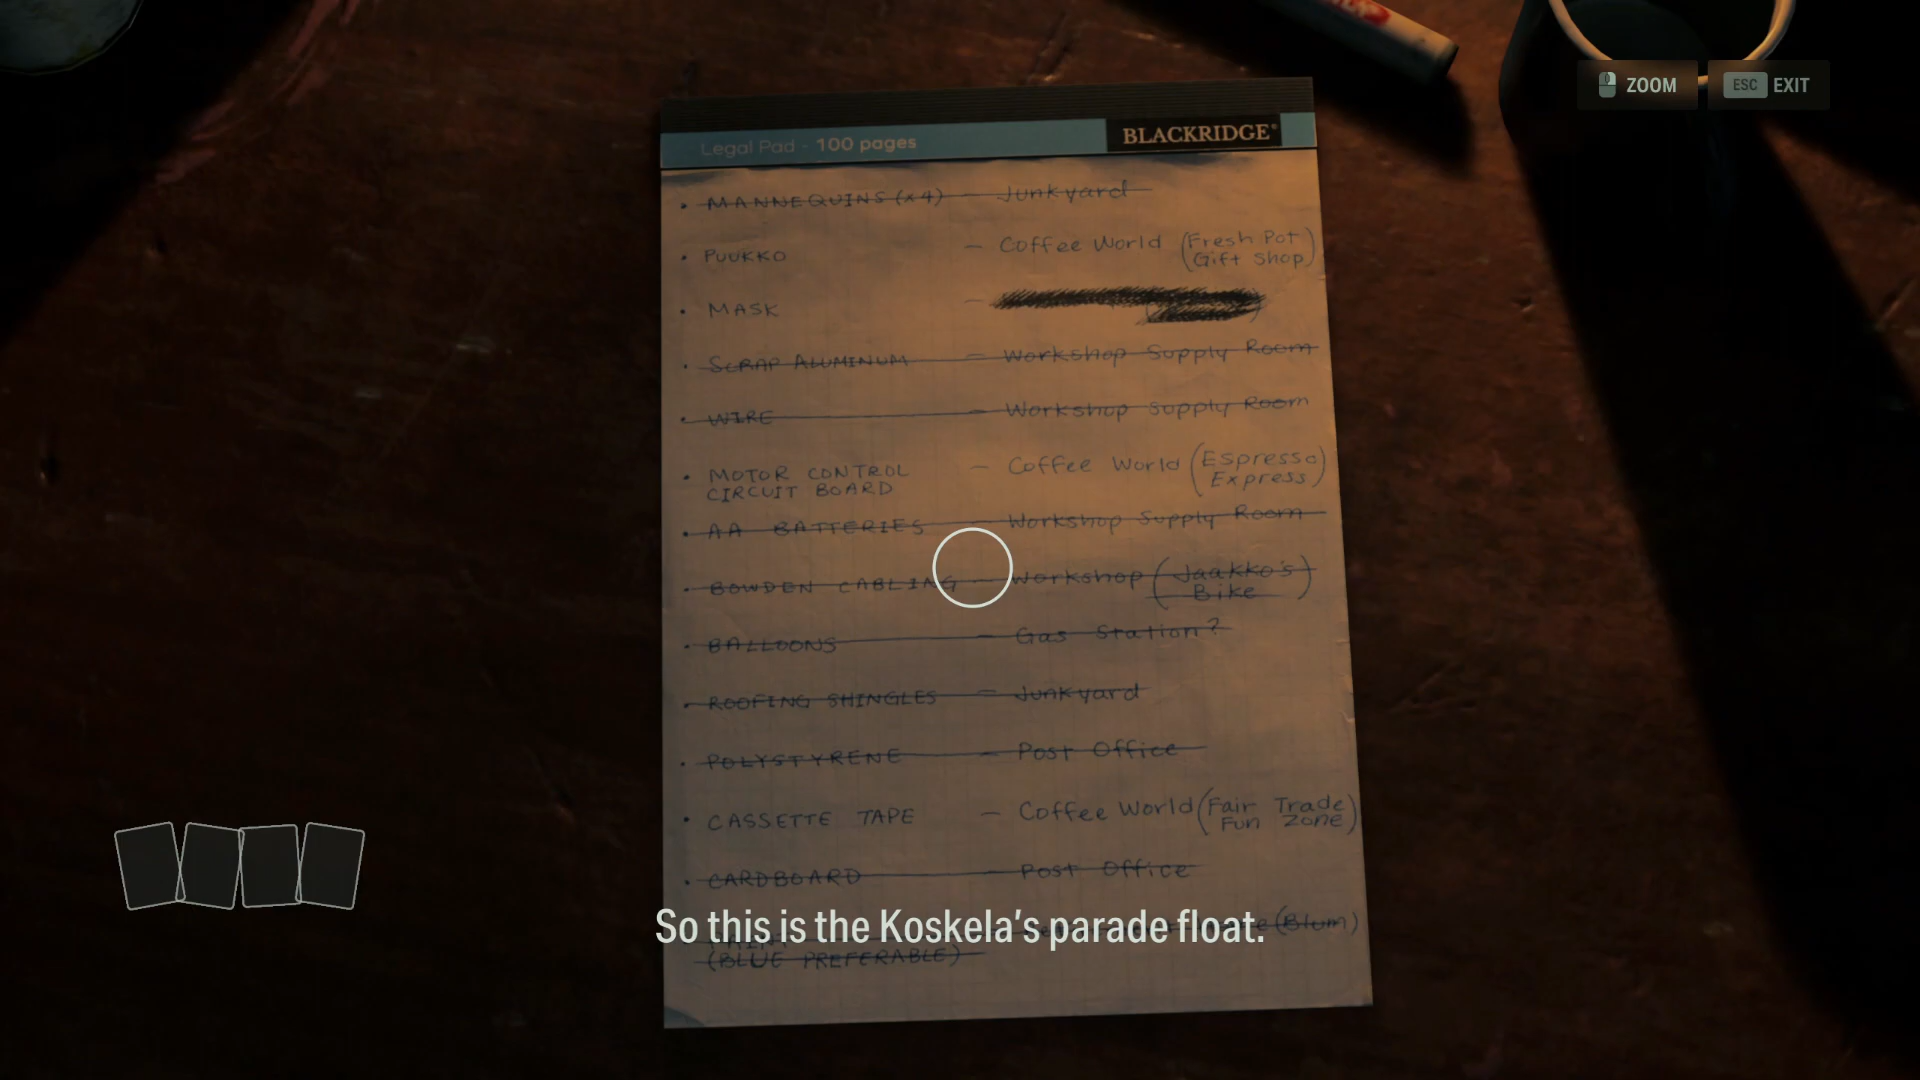 ZOOM
ESC EXIT
Legal Pad - 100 pages
BLACKRIDGE®
• MANNEQUINS (x4) — Junkyard
• PUUKKO — Coffee World (Fresh Pot
Gift Shop)
• MASK —
• SCRAP ALUMINUM — Workshop Supply Room
• WIRE — Workshop Supply Room
• MOTOR CONTROL — Coffee World (Espresso
CIRCUIT BOARD Express)
• AA BATTERIES — Workshop Supply Room
• BOWDEN CABLING — Workshop (Jaakko's
Bike)
• BALLOONS — Gas Station?
• ROOFING SHINGLES — Junkyard
• POLYSTYRENE — Post Office
• CASSETTE TAPE — Coffee World (Fair Trade
Fun Zone)
• CARDBOARD — Post Office
So this is the Koskela's parade float.
PAINT (Blum)
(BLUE PREFERABLE)